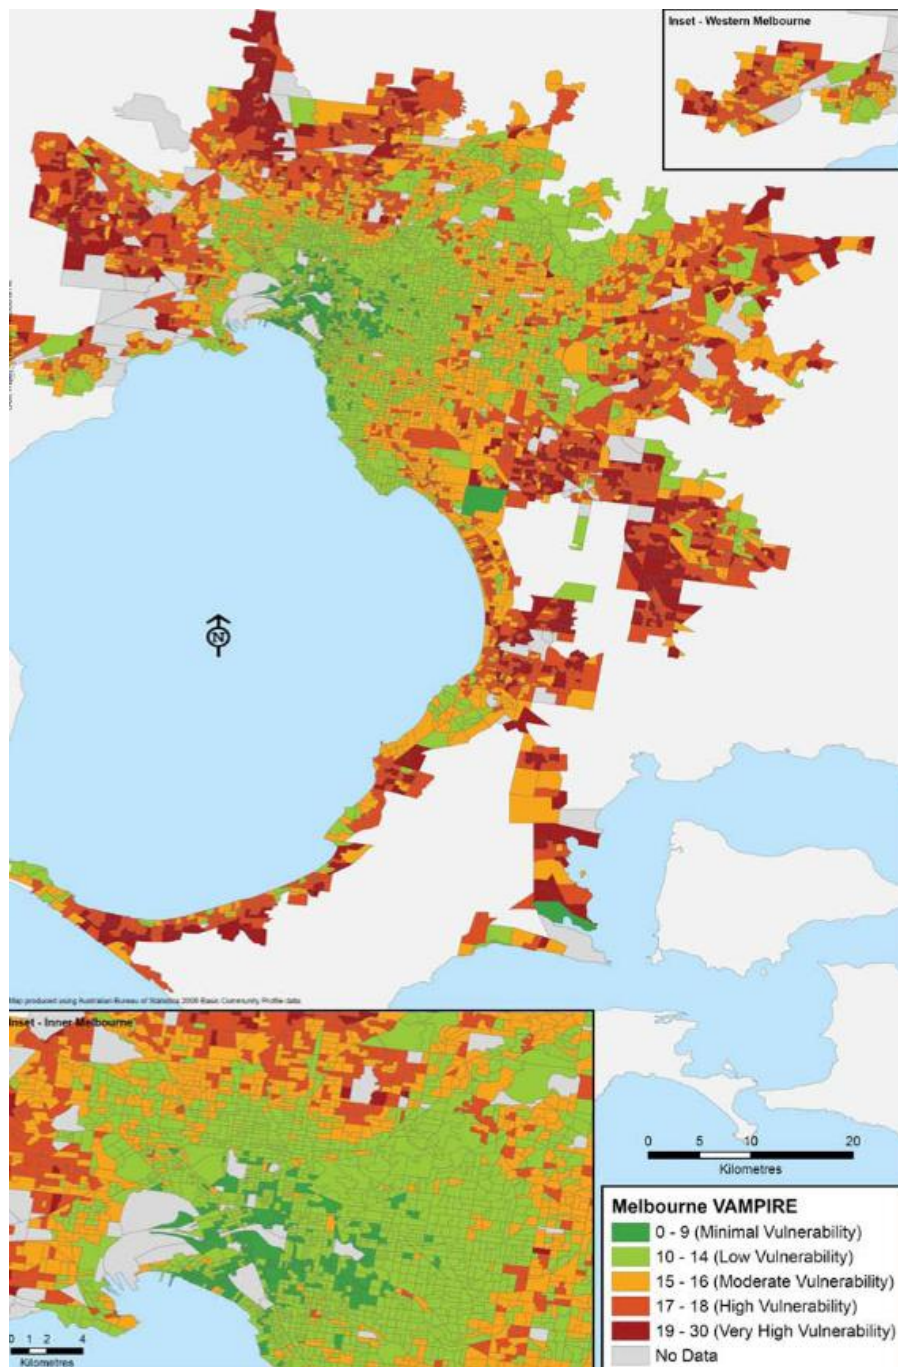 Inset - Western Melbourne
N
Map produced using Australian Bureau of Statistics 2006 Basic Community Profile data
Inset - Inner Melbourne
0 5 10 20
Kilometres
Melbourne VAMPIRE
0 - 9 (Minimal Vulnerability)
10 - 14 (Low Vulnerability)
15 - 16 (Moderate Vulnerability)
17 - 18 (High Vulnerability)
19 - 30 (Very High Vulnerability)
No Data
0 1 2 4
Kilometres